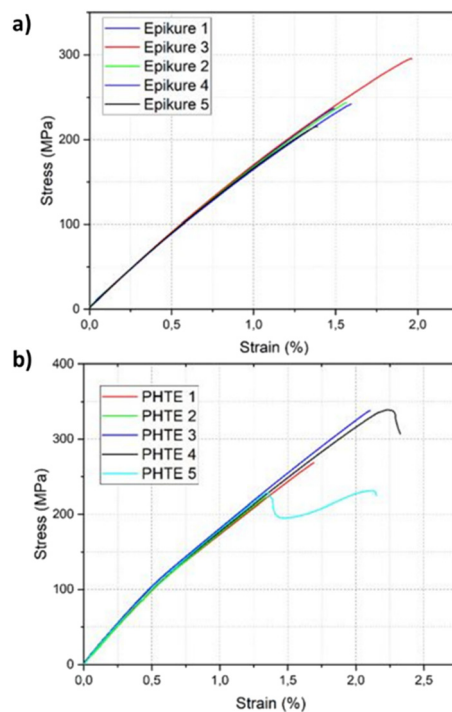 a)
Epikure 1
Epikure 3
Epikure 2
Epikure 4
Epikure 5
300
200
100
0
Stress (MPa)
0,0 0,5 1,0 1,5 2,0
Strain (%)
b)
PHTE 1
PHTE 2
PHTE 3
PHTE 4
PHTE 5
400
300
200
100
0
Stress (MPa)
0,0 0,5 1,0 1,5 2,0 2,5
Strain (%)